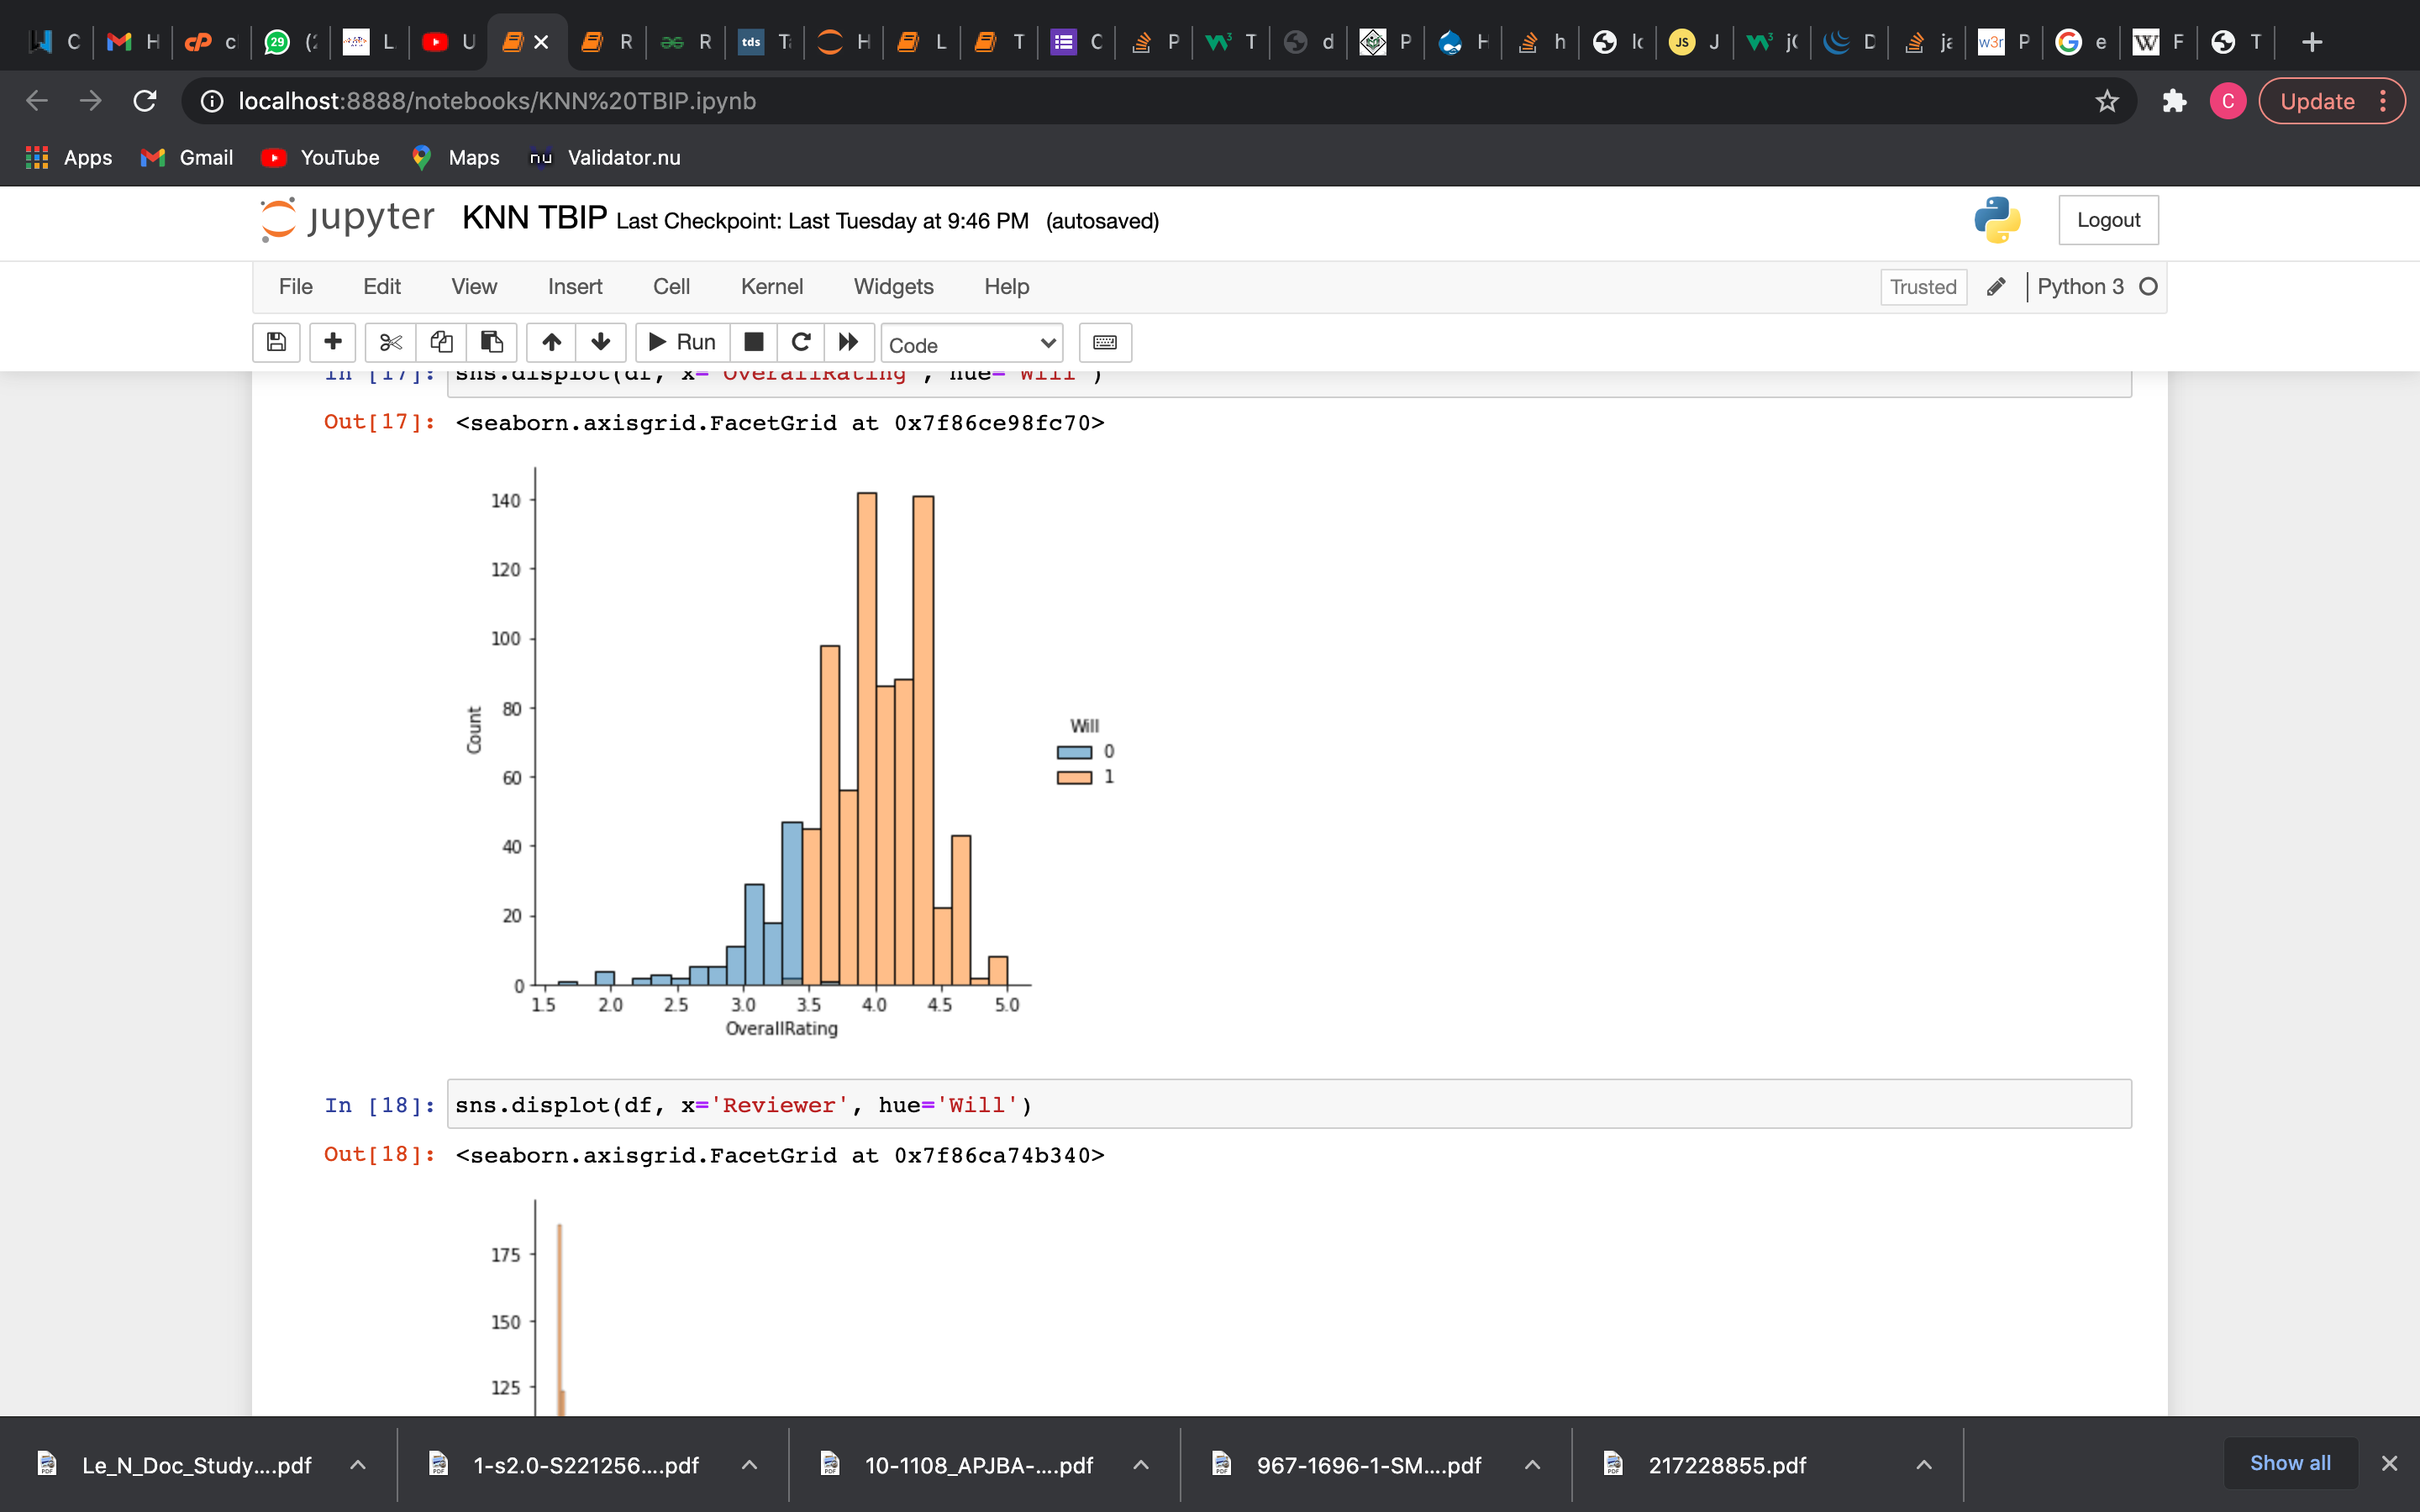 C H c 29 (2 L U R R tds T H L T C P T d P H h lc JS J j( D ja w3r P e W F T
localhost:8888/notebooks/KNN%20TBIP.ipynb
C Update
Apps Gmail YouTube Maps nu Validator.nu
jupyter KNN TBIP Last Checkpoint: Last Tuesday at 9:46 PM (autosaved) Logout
File Edit View Insert Cell Kernel Widgets Help Trusted Python 3
Run Code
In [17]: sns.displot(df, x='OverallRating', hue='Will')
Out[17]: <seaborn.axisgrid.FacetGrid at 0x7f86ce98fc70>
140
120
100
80
60
40
20
0
Count
1.5 2.0 2.5 3.0 3.5 4.0 4.5 5.0
OverallRating
Will
0
1
In [18]: sns.displot(df, x='Reviewer', hue='Will')
Out[18]: <seaborn.axisgrid.FacetGrid at 0x7f86ca74b340>
175
150
125
Le_N_Doc_Study....pdf 1-s2.0-S221256....pdf 10-1108_APJBA-....pdf 967-1696-1-SM....pdf 217228855.pdf Show all